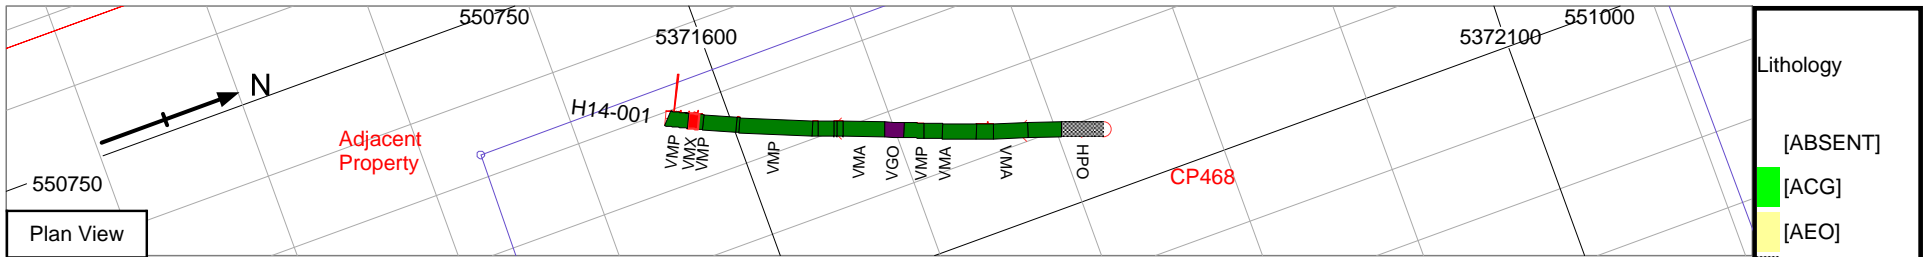 550750
5371600
5372100
551000
N
H14-001
Adjacent
Property
VMP
VMX
VMP
VMP
VMA
VGO
VMP
VMA
VMA
HPO
CP468
550750
Plan View
Lithology
[ABSENT]
[ACG]
[AEO]